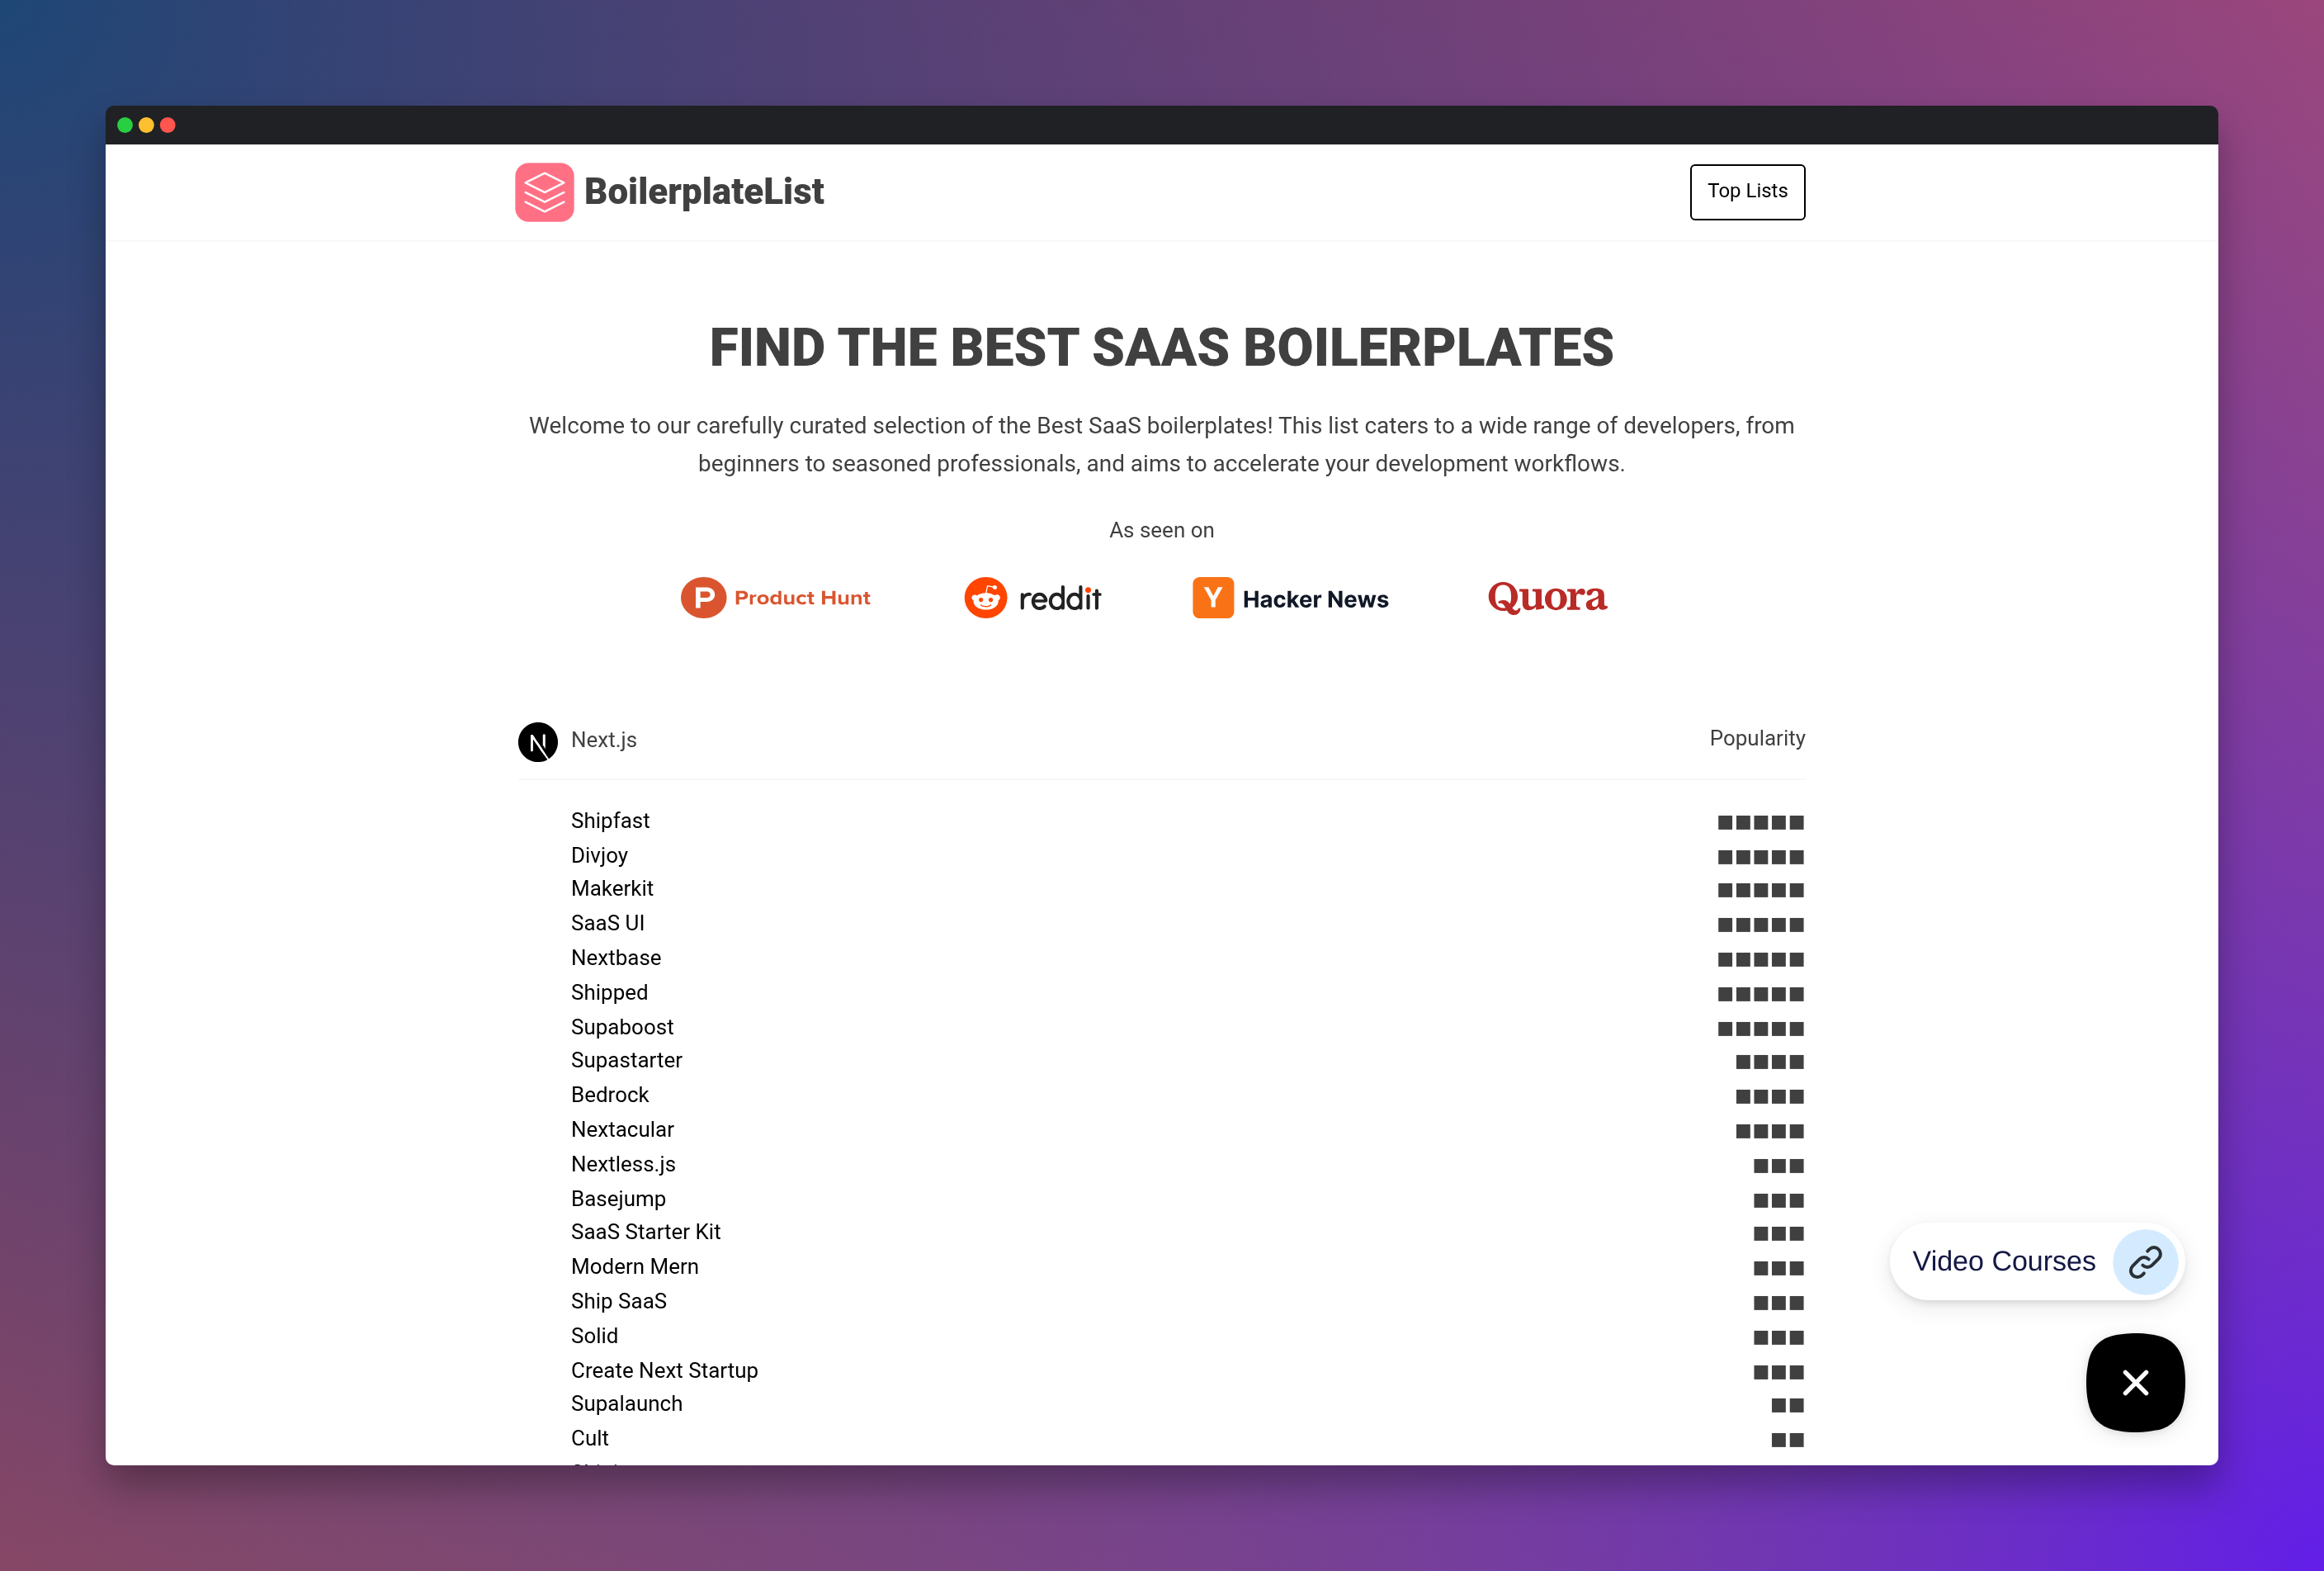 BoilerplateList
Top Lists
FIND THE BEST SAAS BOILERPLATES
Welcome to our carefully curated selection of the Best SaaS boilerplates! This list caters to a wide range of developers, from
beginners to seasoned professionals, and aims to accelerate your development workflows.
As seen on
P Product Hunt
reddit
Y Hacker News
Quora
N Next.js
Popularity
Shipfast
Divjoy
Makerkit
SaaS UI
Nextbase
Shipped
Supaboost
Supastarter
Bedrock
Nextacular
Nextless.js
Basejump
SaaS Starter Kit
Modern Mern
Ship SaaS
Solid
Create Next Startup
Supalaunch
Cult
Video Courses